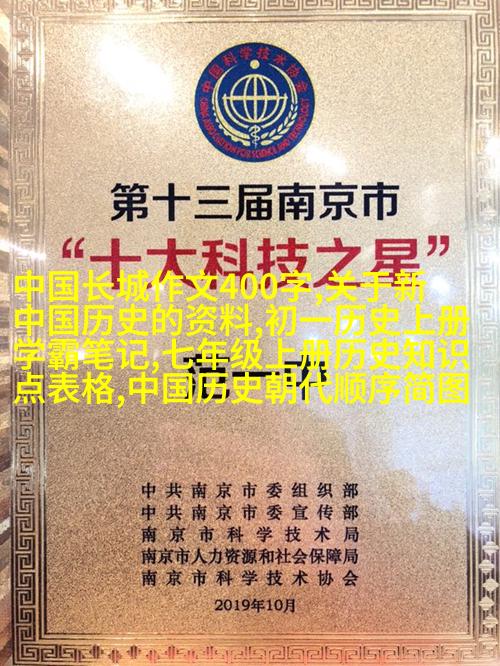 中国科学技术协会
CHINA ASSOCIATION FOR SCIENCE AND TECHNOLOGY
第十三届南京市
“十大科技之星”
中国长城作文400字,关于新
中国历史的资料,初一历史上册
学霸笔记,七年级上册历史知识
点表格,中国历史朝代顺序简图
中共南京市委组织部
中共南京市委宣传部
南京市科学技术局
南京市人力资源和社会保障局
南京市科学技术协会
2019年10月